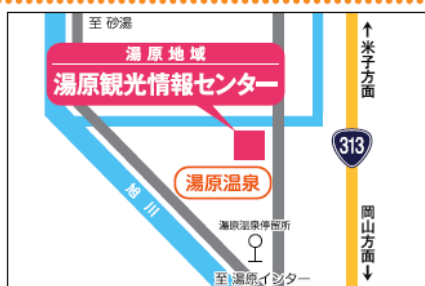 至 砂湯
湯原地域
湯原観光情報センター
↑米子方面
313
湯原温泉
旭川
湯原温泉停留所
岡山方面↓
至 湯原インター